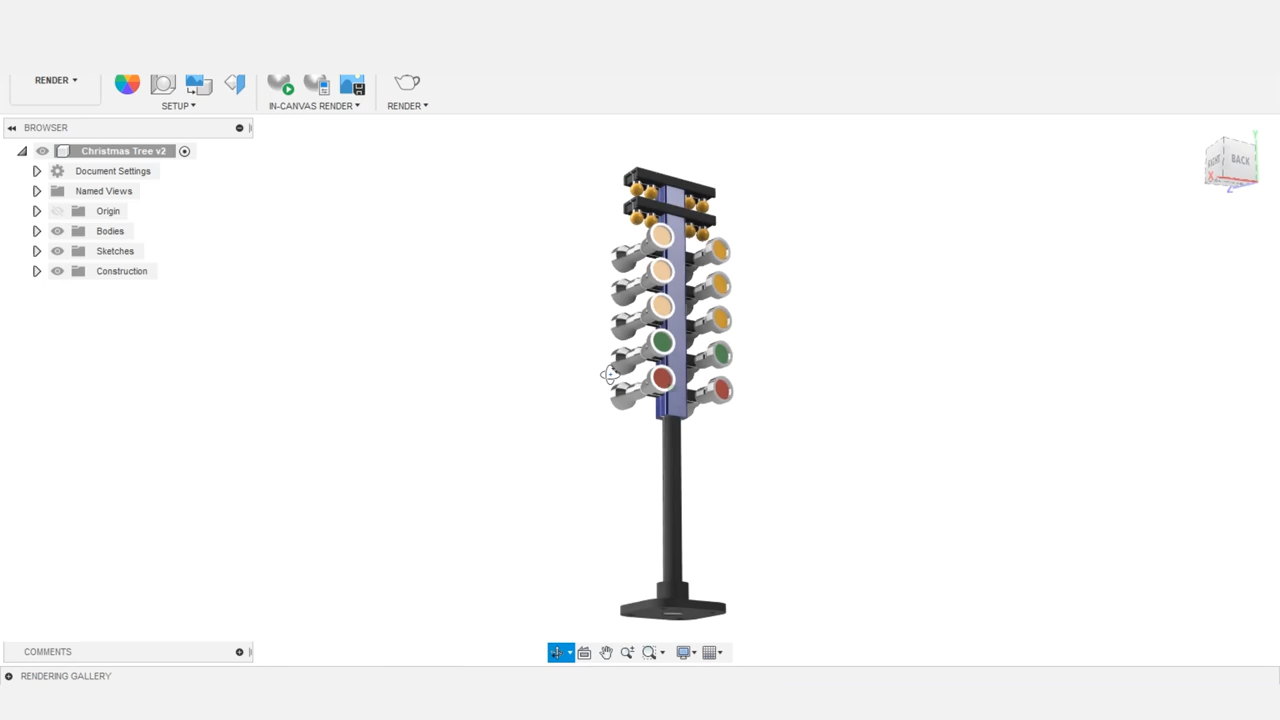 RENDER
SETUP
IN-CANVAS RENDER
RENDER
BROWSER
Christmas Tree v2
Document Settings
Named Views
Origin
Bodies
Sketches
Construction
RIGHT
BACK
Y
X
Z
COMMENTS
RENDERING GALLERY